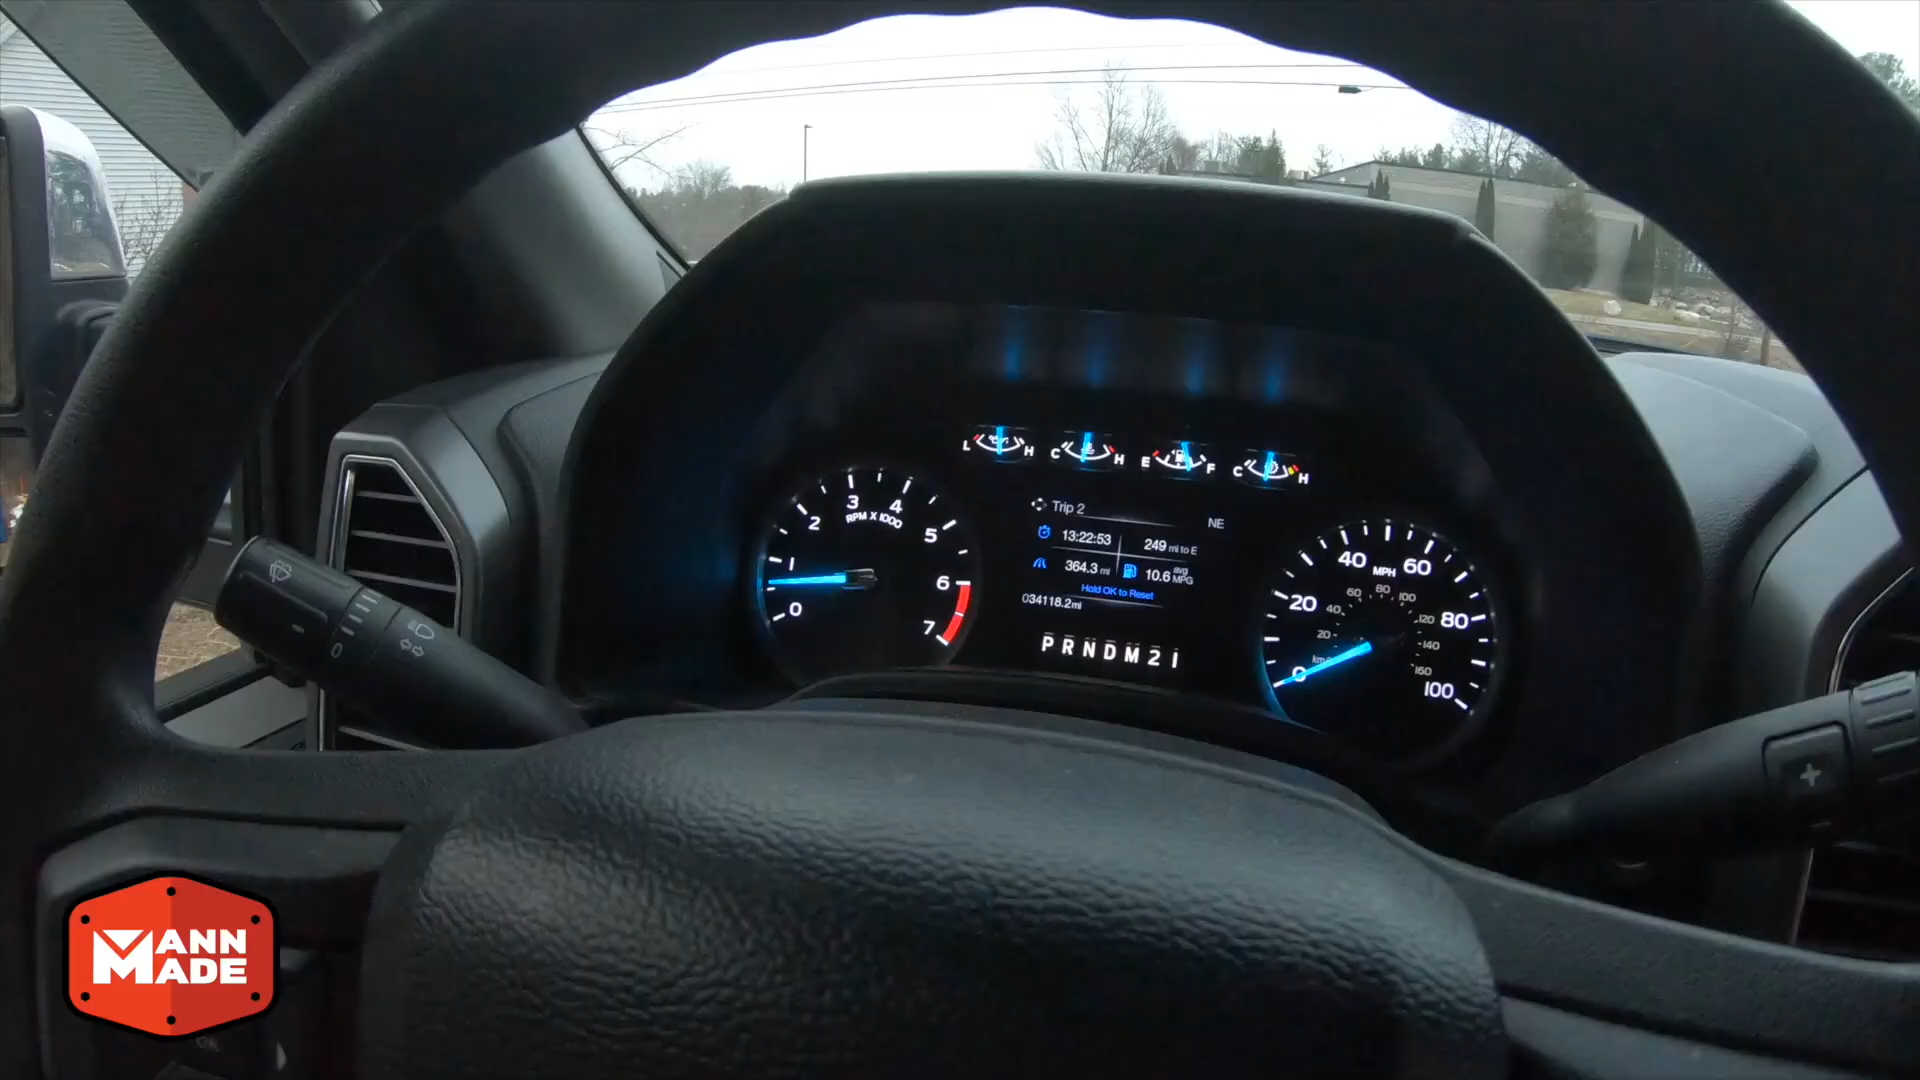 L H C H E F C H
Trip 2
NE
13:22:53
249 mi to E
364.3 mi
10.6 avg MPG
Hold OK to Reset
034118.2mi
P R N D M 2 1
0 1 2 3 4 5 6 7
RPM X 1000
0 20 40 60 80 100
MPH
20 40 60 80 100 120 140 160
0
+
MANN
MADE